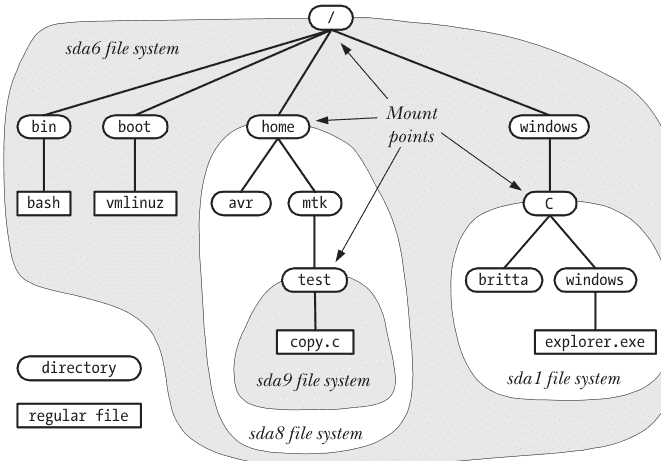 /
sda6 file system
bin
boot
home
Mount
points
windows
bash
vmlinuz
avr
mtk
C
test
britta
windows
copy.c
explorer.exe
directory
sda9 file system
sda1 file system
regular file
sda8 file system